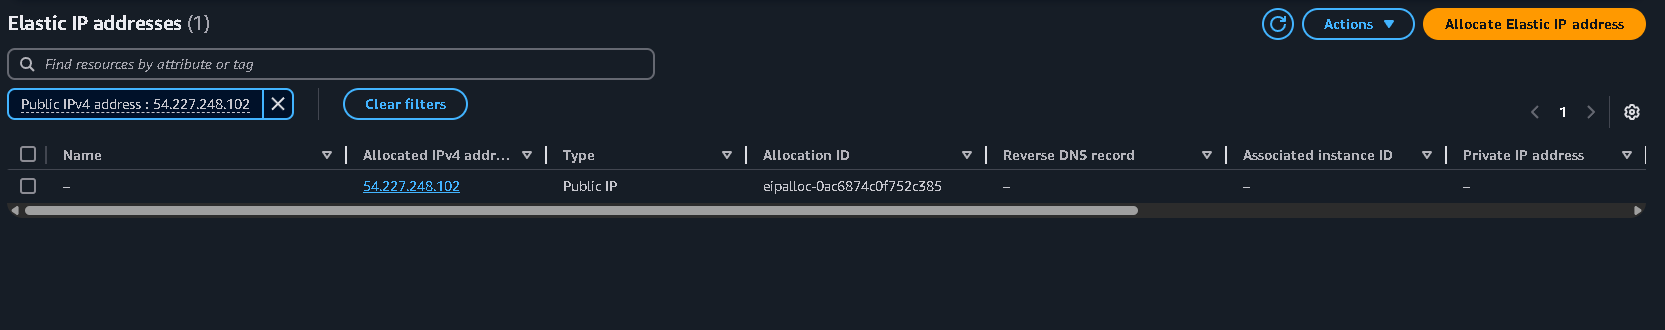 Elastic IP addresses (1)
Actions
Allocate Elastic IP address
Find resources by attribute or tag
Public IPv4 address : 54.227.248.102
Clear filters
1
Name Allocated IPv4 addr... Type Allocation ID Reverse DNS record Associated instance ID Private IP address
– 54.227.248.102 Public IP eipalloc-0ac6874c0f752c385 – – –